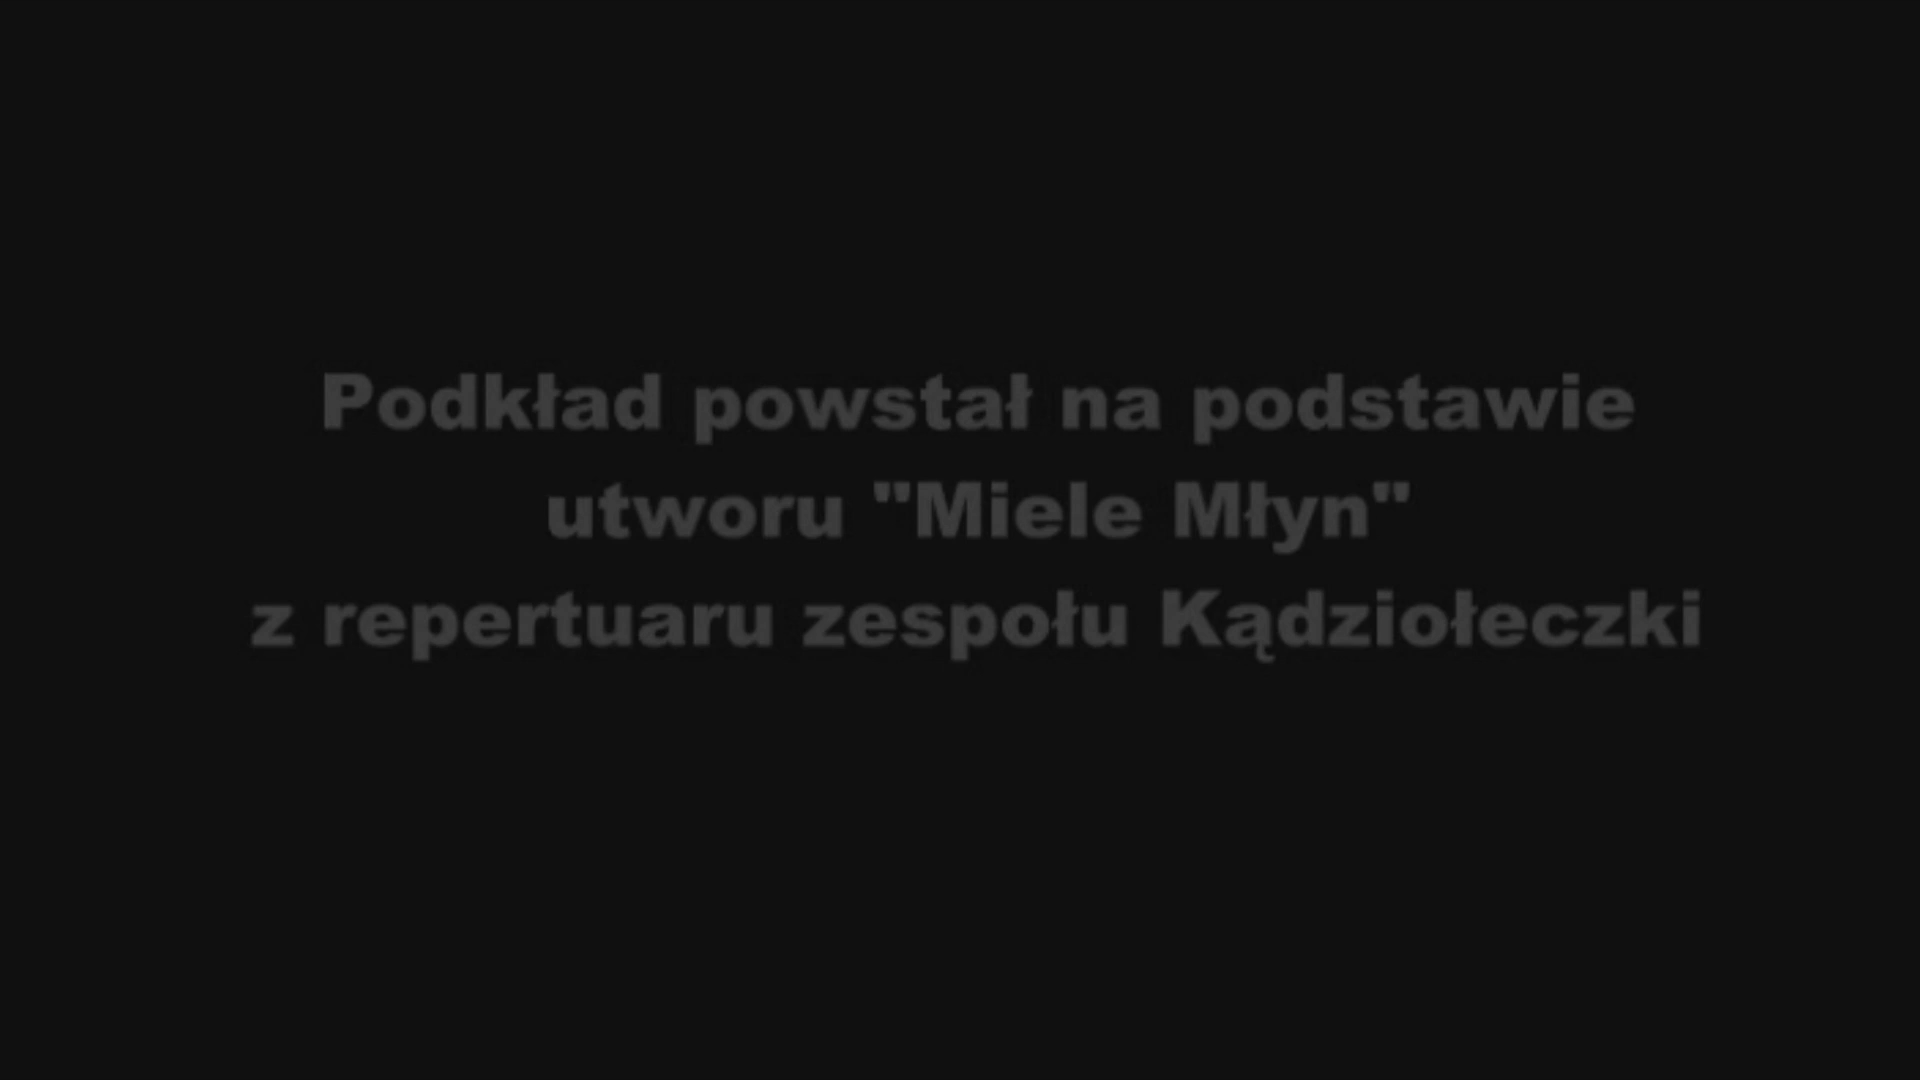 Podkład powstał na podstawie
utworu "Miele Młyn"
z repertuaru zespołu Kądziołeczki